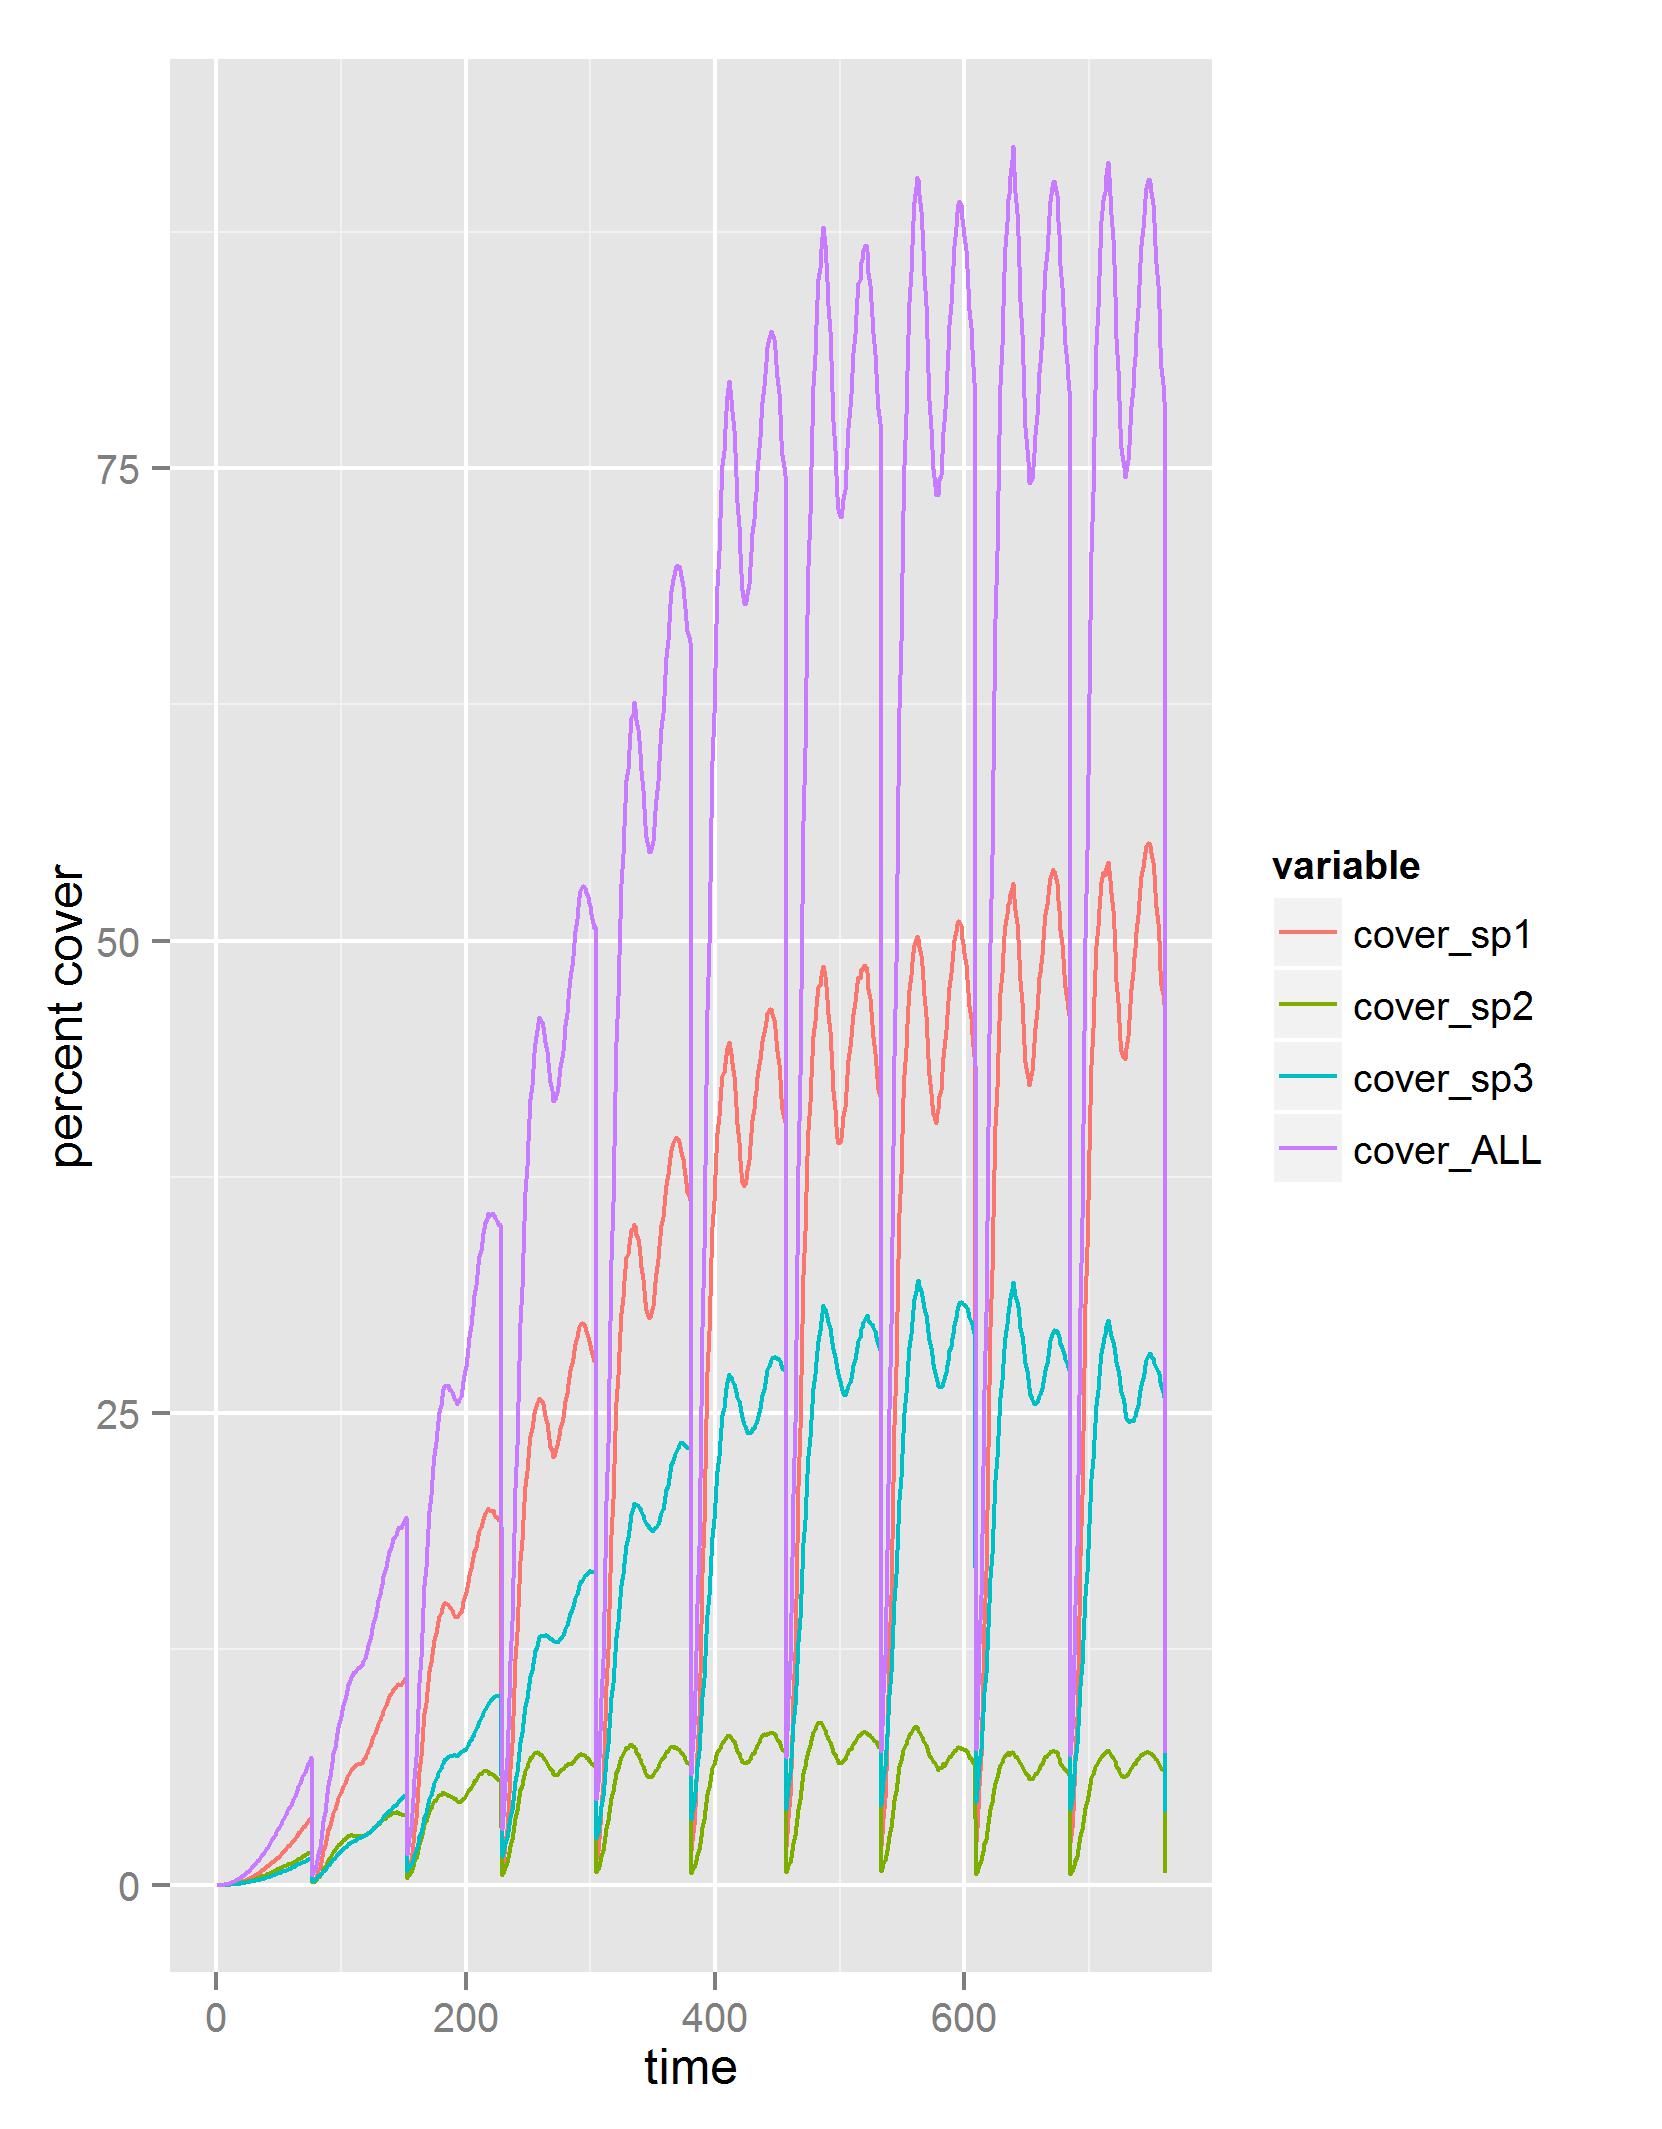 percent cover
75
50
25
0
0 200 400 600
time
variable
cover_sp1
cover_sp2
cover_sp3
cover_ALL